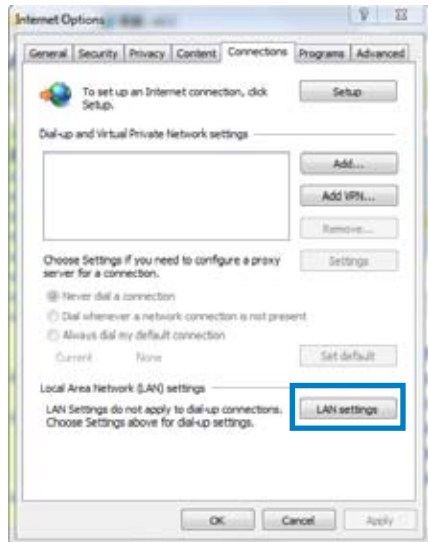 Internet Options
General Security Privacy Content Connections Programs Advanced
To set up an Internet connection, click
Setup.
Setup
Dial-up and Virtual Private Network settings
Add...
Add VPN...
Remove...
Choose Settings if you need to configure a proxy
server for a connection.
Settings
Never dial a connection
Dial whenever a network connection is not present
Always dial my default connection
Current None
Set default
Local Area Network (LAN) settings
LAN Settings do not apply to dial-up connections.
Choose Settings above for dial-up settings.
LAN settings
OK Cancel Apply